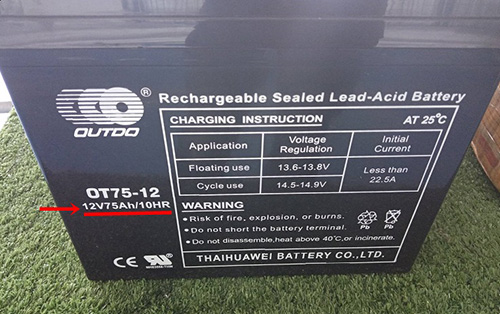 ECO
OUTDO ®
Rechargeable Sealed Lead-Acid Battery
CHARGING INSTRUCTION AT 25°C
Application Voltage Regulation Initial Current
Floating use 13.6-13.8V Less than 22.5A
Cycle use 14.5-14.9V
OT75-12
12V75Ah/10HR
WARNING
•Risk of fire, explosion, or burns.
•Do not short the battery terminal.
•Do not disassemble,heat above 40°C,or incinerate.
Pb Pb
CE
THAIHUAWEI BATTERY CO.,LTD.